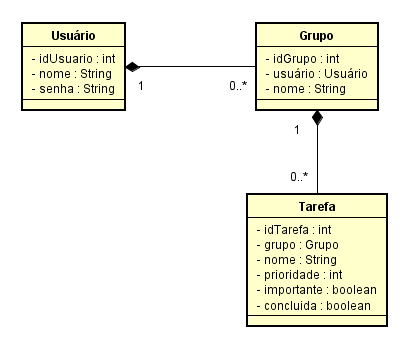 Usuário
- idUsuario : int
- nome : String
- senha : String
1
0..*
Grupo
- idGrupo : int
- usuário : Usuário
- nome : String
1
0..*
Tarefa
- idTarefa : int
- grupo : Grupo
- nome : String
- prioridade : int
- importante : boolean
- concluida : boolean